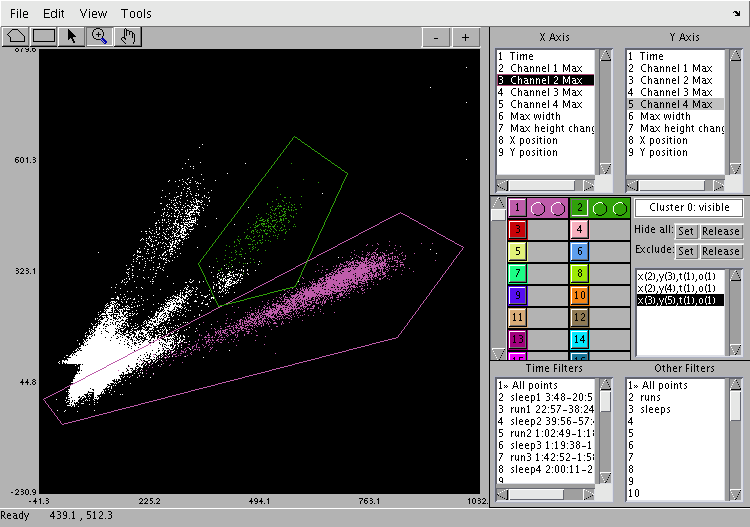 File Edit View Tools
- +
879.6
601.3
323.1
44.8
-230.9
-41.3 225.2 494.1 763.1 1032.
Ready 439.1 , 512.3
X Axis
1 Time
2 Channel 1 Max
3 Channel 2 Max
4 Channel 3 Max
5 Channel 4 Max
6 Max width
7 Max height chang
8 X position
9 Y position
Y Axis
1 Time
2 Channel 1 Max
3 Channel 2 Max
4 Channel 3 Max
5 Channel 4 Max
6 Max width
7 Max height chang
8 X position
9 Y position
1 2
3 4
5 6
7 8
9 10
11 12
13 14
15 16
Cluster 0: visible
Hide all: Set Release
Exclude: Set Release
x(2),y(3),t(1),o(1)
x(2),y(4),t(1),o(1)
x(3),y(5),t(1),o(1)
Time Filters
1» All points
2 sleep1 3:48-20:5
3 run1 22:57-38:24
4 sleep2 39:56-57:
5 run2 1:02:49-1:18
6 sleep3 1:19:38-1
7 run3 1:42:52-1:58
8 sleep4 2:00:11-2
9
Other Filters
1» All points
2 runs
3 sleeps
4
5
6
7
8
9
10